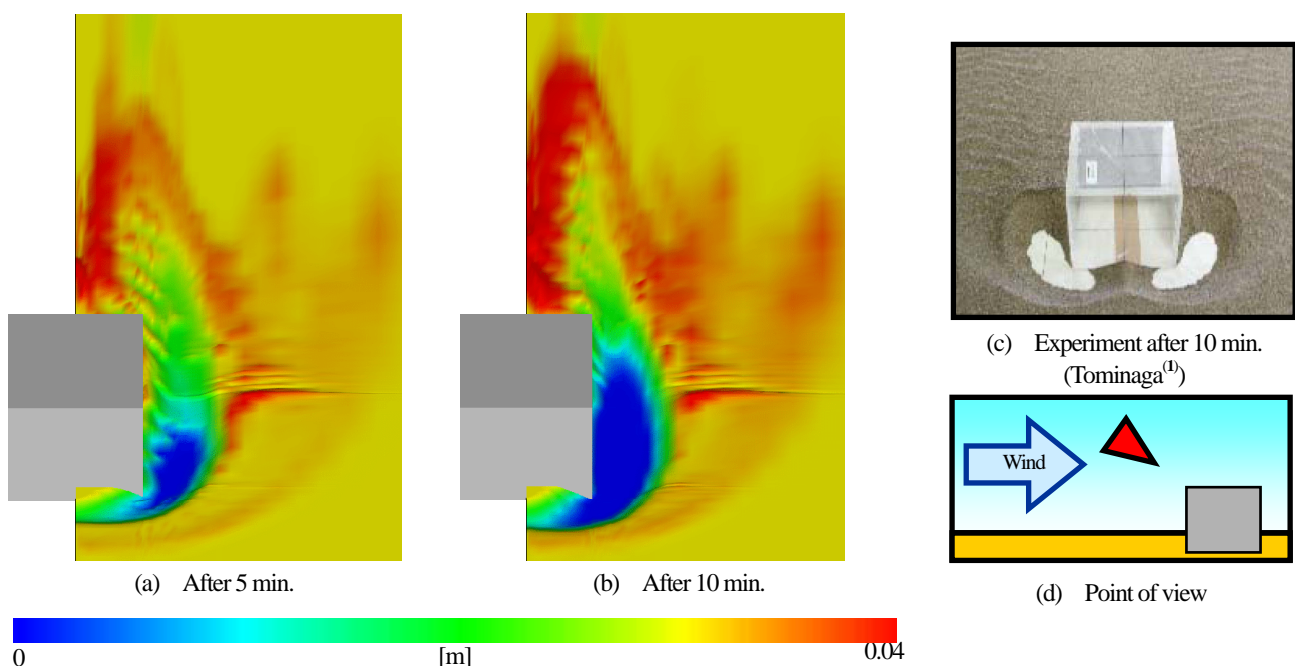 (a) After 5 min.
(b) After 10 min.
0 [m] 0.04
(c) Experiment after 10 min.
(Tominaga(1))
Wind
(d) Point of view